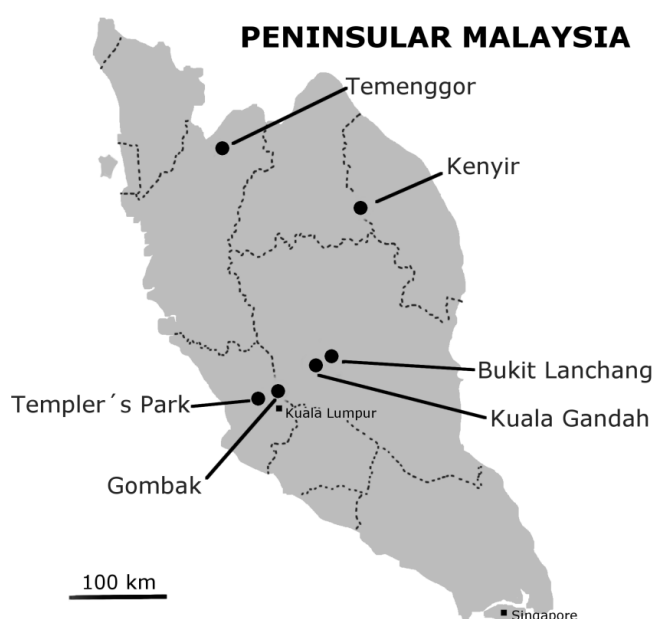 PENINSULAR MALAYSIA
Temenggor
Kenyir
Bukit Lanchang
Templer´s Park
Kuala Lumpur
Kuala Gandah
Gombak
100 km
Singapore